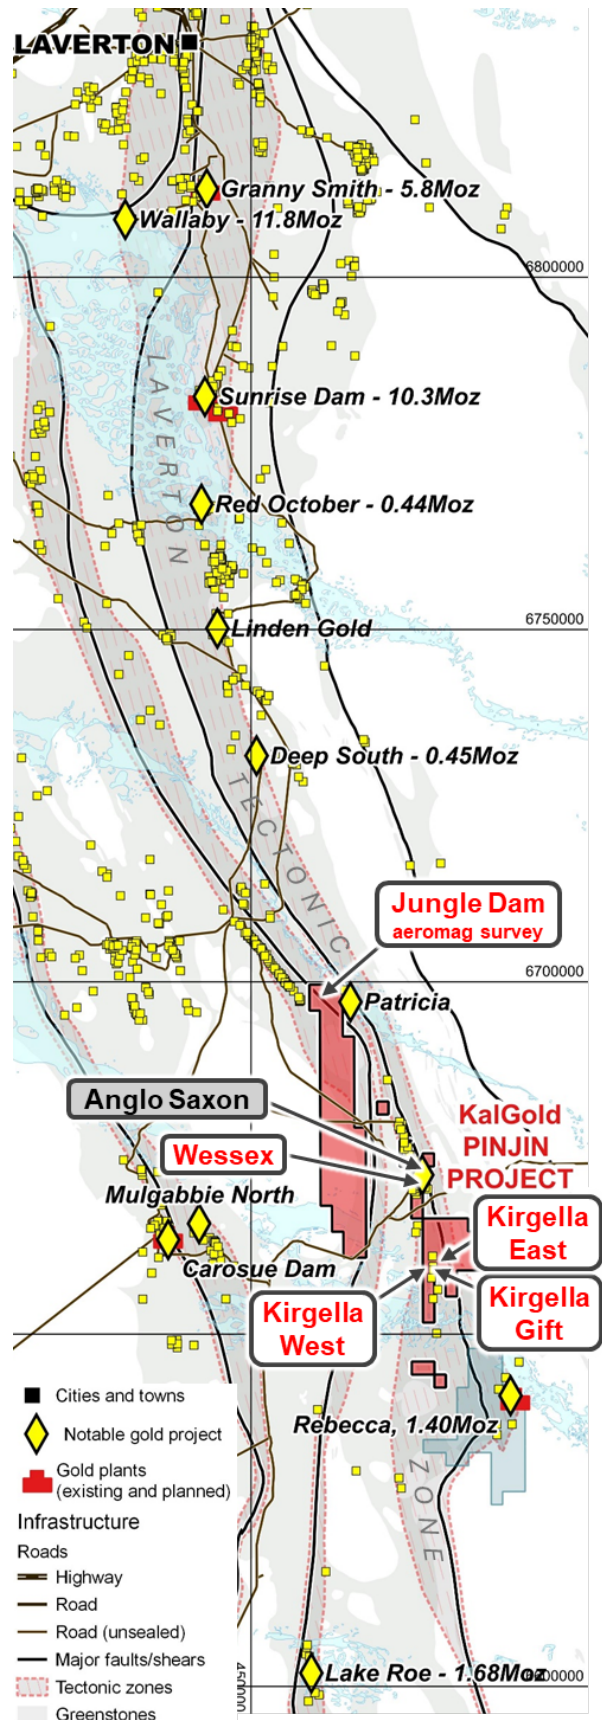 LAVERTON
Granny Smith - 5.8Moz
Wallaby - 11.8Moz
6800000
LAVERTON
Sunrise Dam - 10.3Moz
Red October - 0.44Moz
Linden Gold
6750000
Deep South - 0.45Moz
TECTONIC
Jungle Dam
aeromag survey
6700000
Patricia
Anglo Saxon
KalGold
PINJIN
PROJECT
Wessex
Mulgabbie North
Carosue Dam
Kirgella
East
Kirgella
West
Kirgella
Gift
Rebecca, 1.40Moz
ZONE
Cities and towns
Notable gold project
Gold plants
(existing and planned)
Infrastructure
Roads
Highway
Road
Road (unsealed)
Major faults/shears
Tectonic zones
Greenstones
Lake Roe - 1.68Moz